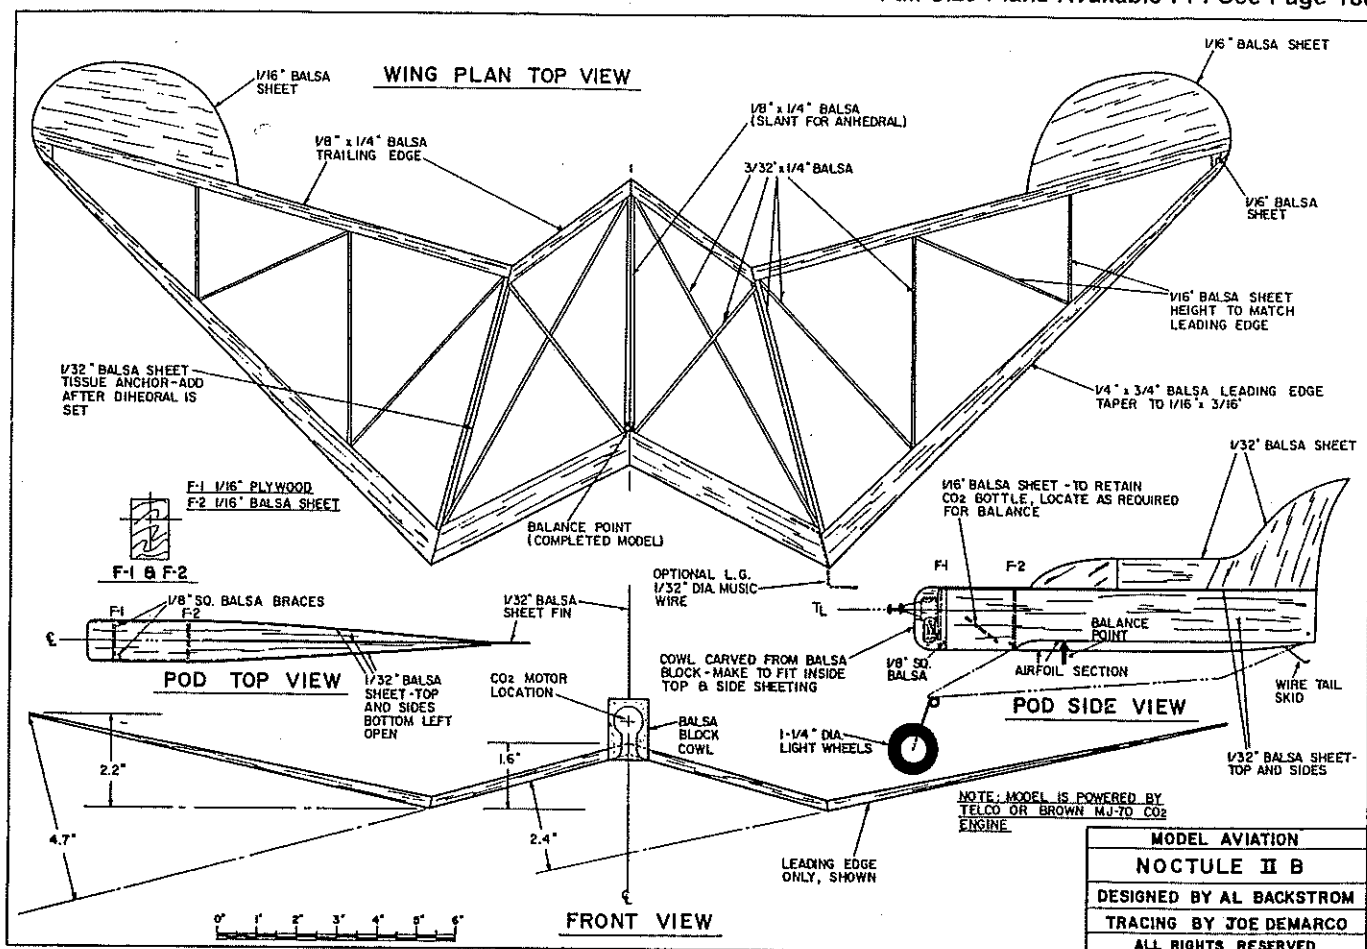 WING PLAN TOP VIEW
1/16" BALSA
SHEET
1/8" x 1/4" BALSA
TRAILING EDGE
1/8" x 1/4" BALSA
(SLANT FOR ANHEDRAL)
3/32" x 1/4" BALSA
1/16" BALSA SHEET
1/16" BALSA
SHEET
1/16" BALSA SHEET
HEIGHT TO MATCH
LEADING EDGE
1/4" x 3/4" BALSA LEADING EDGE
TAPER TO 1/16" x 3/16"
1/32" BALSA SHEET
TISSUE ANCHOR-ADD
AFTER DIHEDRAL IS
SET
F-1 1/16" PLYWOOD
F-2 1/16" BALSA SHEET
F-1 & F-2
BALANCE POINT
(COMPLETED MODEL)
OPTIONAL L.G.
1/32" DIA. MUSIC
WIRE
1/16" BALSA SHEET - TO RETAIN
CO2 BOTTLE, LOCATE AS REQUIRED
FOR BALANCE
1/32" BALSA SHEET
F-1
F-2
TL
BALANCE
POINT
AIRFOIL SECTION
1/8" SQ.
BALSA
COWL CARVED FROM BALSA
BLOCK-MAKE TO FIT INSIDE
TOP & SIDE SHEETING
WIRE TAIL
SKID
POD SIDE VIEW
1-1/4" DIA.
LIGHT WHEELS
1/32" BALSA SHEET-
TOP AND SIDES
NOTE: MODEL IS POWERED BY
TELCO OR BROWN MJ-70 CO2
ENGINE
1/8" SQ. BALSA BRACES
F-1
F-2
1/32" BALSA
SHEET FIN
℄
POD TOP VIEW
1/32" BALSA
SHEET-TOP
AND SIDES
BOTTOM LEFT
OPEN
CO2 MOTOR
LOCATION
BALSA
BLOCK
COWL
2.2"
1.6"
4.7"
2.4"
LEADING EDGE
ONLY, SHOWN
℄
0" 1" 2" 3" 4" 5" 6"
FRONT VIEW
MODEL AVIATION
NOCTULE II B
DESIGNED BY AL BACKSTROM
TRACING BY JOE DEMARCO
ALL RIGHTS RESERVED